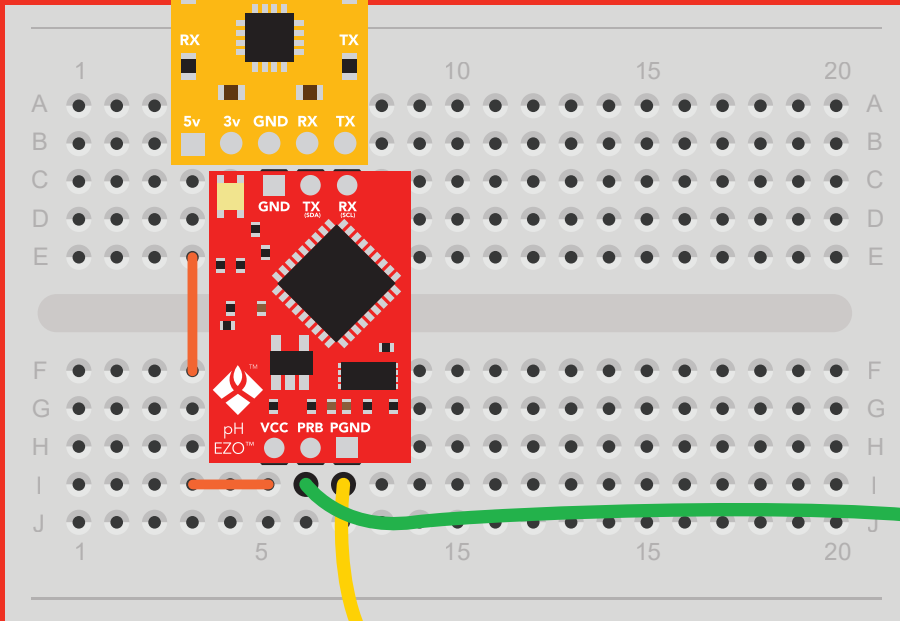 RX TX
1 10 15 20
A A
5v 3v GND RX TX
B B
C C
GND TX RX
(SDA) (SCL)
D D
E E
F F
TM
G G
VCC PRB PGND
pH
H H
EZO™
I I
J J
1 5 15 15 20